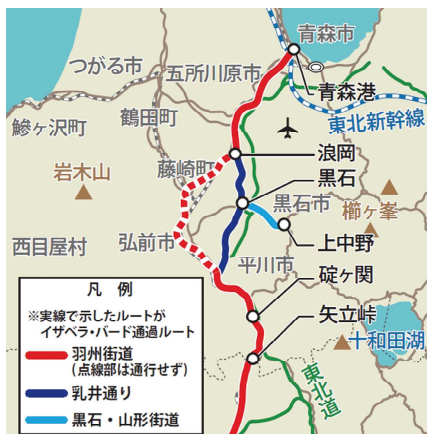 青森市
つがる市
五所川原市
青森港
鶴田町
東北新幹線
鰺ヶ沢町
藤崎町
浪岡
岩木山
黒石
黒石市
櫛ヶ峯
弘前市
上中野
西目屋村
平川市
碇ヶ関
矢立峠
十和田湖
東北道
凡 例
※実線で示したルートが
イザベラ・バード通過ルート
羽州街道
(点線部は通行せず)
乳井通り
黒石・山形街道